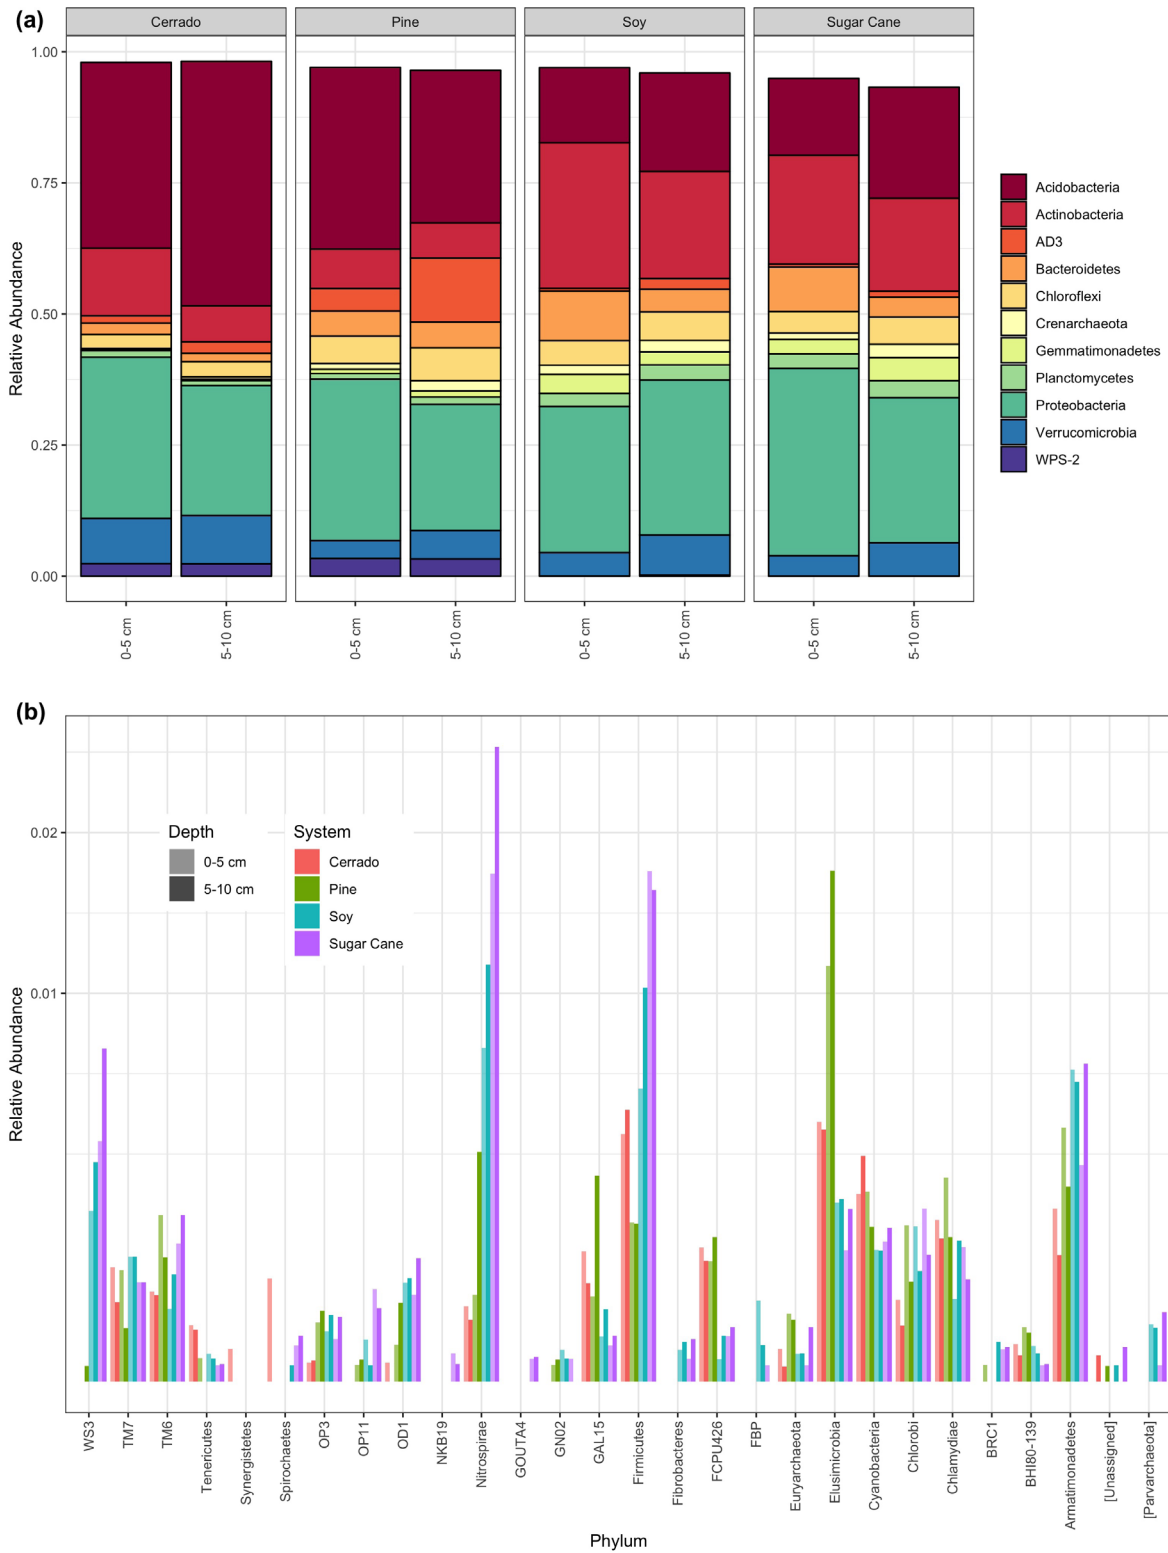 (a)
Cerrado
Pine
Soy
Sugar Cane
Relative Abundance
1.00
0.75
0.50
0.25
0.00
0-5 cm
5-10 cm
0-5 cm
5-10 cm
0-5 cm
5-10 cm
0-5 cm
5-10 cm
Acidobacteria
Actinobacteria
AD3
Bacteroidetes
Chloroflexi
Crenarchaeota
Gemmatimonadetes
Planctomycetes
Proteobacteria
Verrucomicrobia
WPS-2
(b)
Relative Abundance
0.02
0.01
Depth
0-5 cm
5-10 cm
System
Cerrado
Pine
Soy
Sugar Cane
WS3
TM7
TM6
Tenericutes
Synergistetes
Spirochaetes
OP3
OP11
OD1
NKB19
Nitrospirae
GOUTA4
GN02
GAL15
Firmicutes
Fibrobacteres
FCPU426
FBP
Euryarchaeota
Elusimicrobia
Cyanobacteria
Chlorobi
Chlamydiae
BRC1
BHI80-139
Armatimonadetes
[Unassigned]
[Parvarchaeota]
Phylum